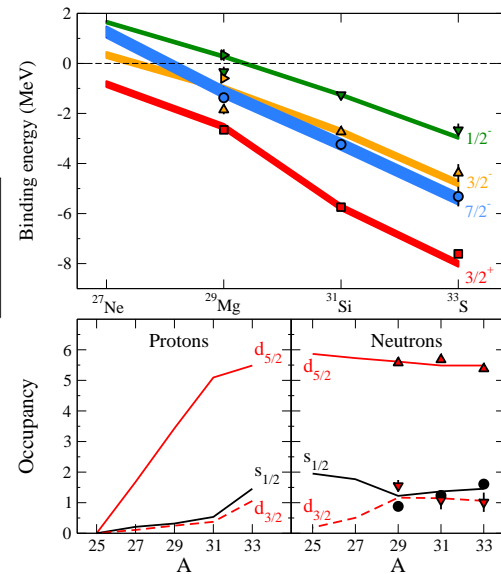 2
0
-2
-4
-6
-8
Binding energy (MeV)
1/2⁻
3/2⁻
7/2⁻
3/2⁺
²⁷Ne ²⁹Mg ³¹Si ³³S
Protons Neutrons
0
1
2
3
4
5
6
Occupancy
d₅/₂
s₁/₂
d₃/₂
d₅/₂
s₁/₂
d₃/₂
25 27 29 31 33 25 27 29 31 33
A A